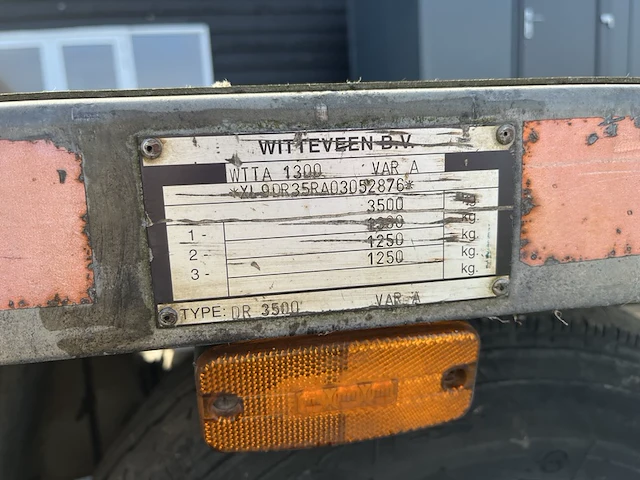 WITTEVEEN B.V.
WTTA 1300 VAR A
1
*XL9DR35RA03052876*
3500 kg
1- kg.
2- 1250 kg.
3- 1250 kg.
TYPE: DR 3500 VAR A